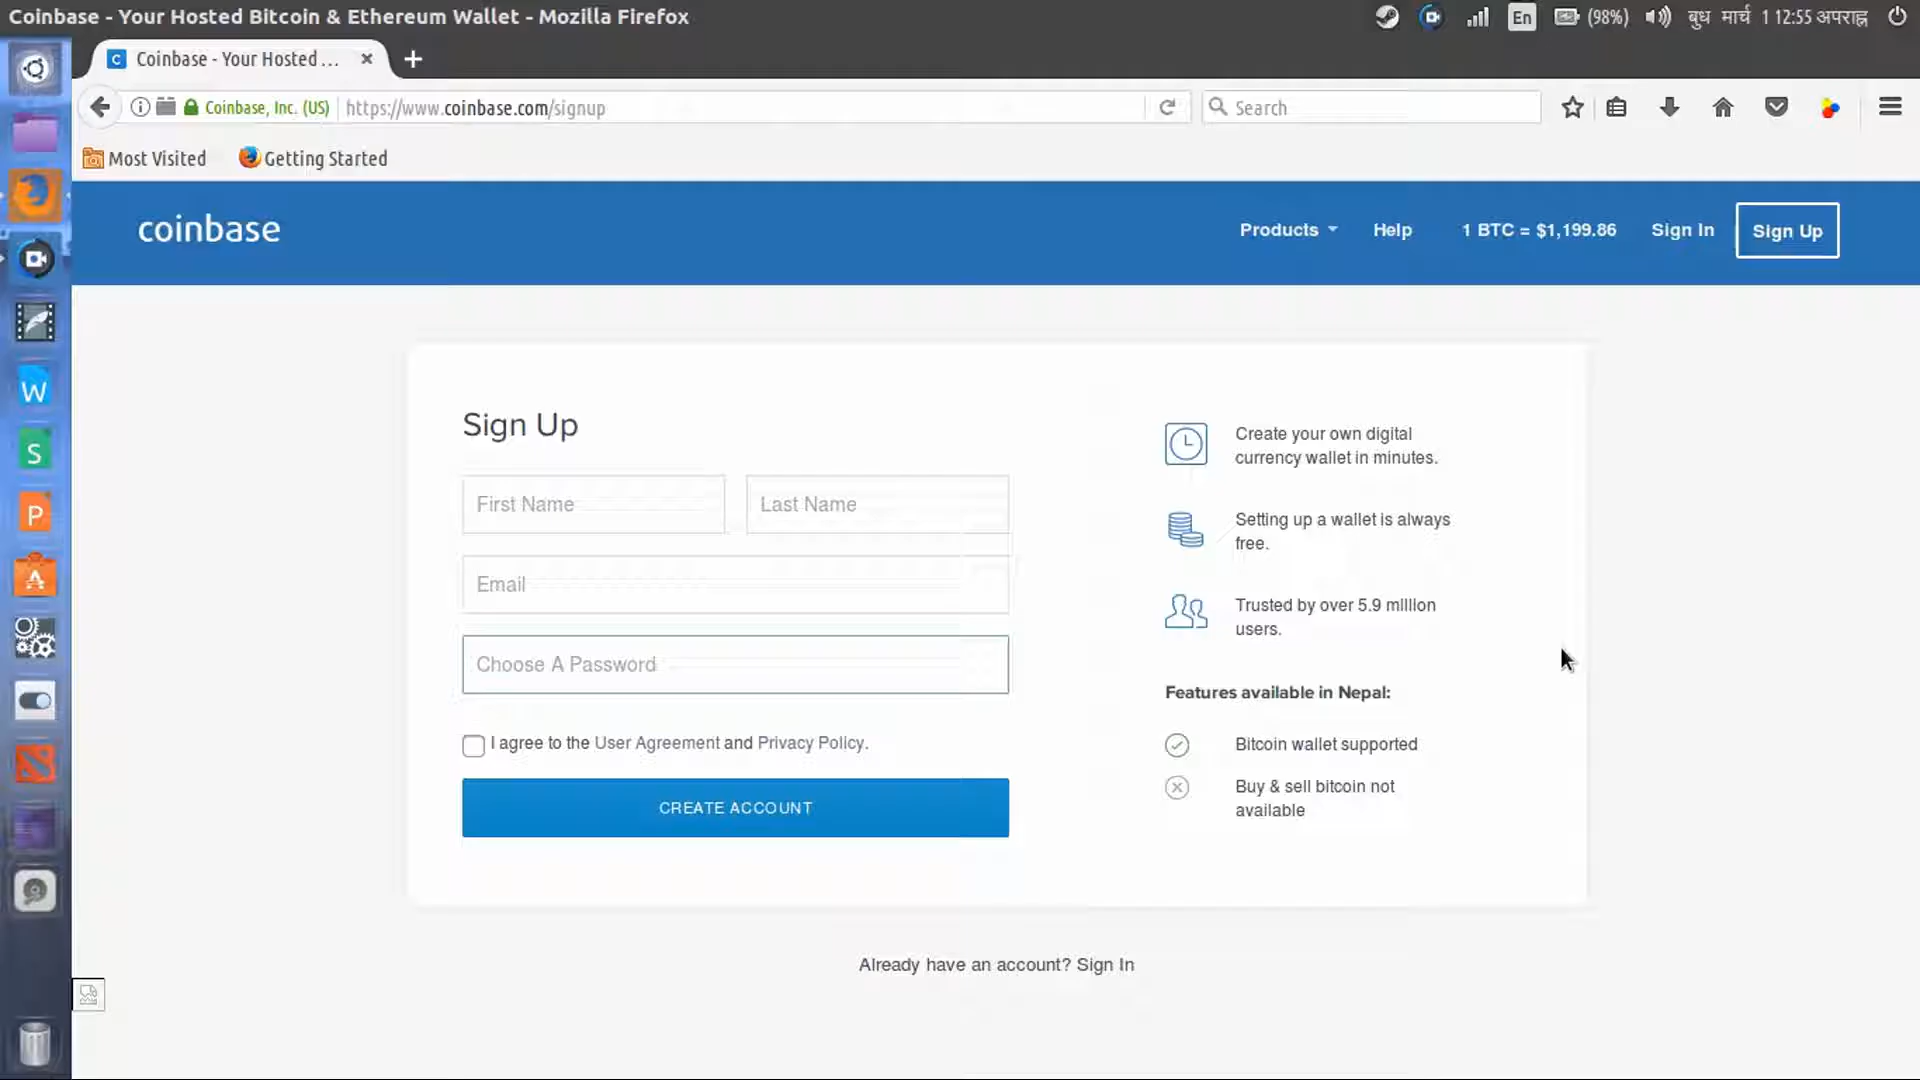 Coinbase - Your Hosted Bitcoin & Ethereum Wallet - Mozilla Firefox
En
(98%)
बुध मार्च 1 12:55 अपराह्न
Coinbase - Your Hosted ...
Coinbase, Inc. (US)
https://www.coinbase.com/signup
Search
Most Visited
Getting Started
coinbase
Products
Help
1 BTC = $1,199.86
Sign In
Sign Up
Sign Up
First Name
Last Name
Email
Choose A Password
I agree to the User Agreement and Privacy Policy.
CREATE ACCOUNT
Create your own digital
currency wallet in minutes.
Setting up a wallet is always
free.
Trusted by over 5.9 million
users.
Features available in Nepal:
Bitcoin wallet supported
Buy & sell bitcoin not
available
Already have an account? Sign In
W
S
P